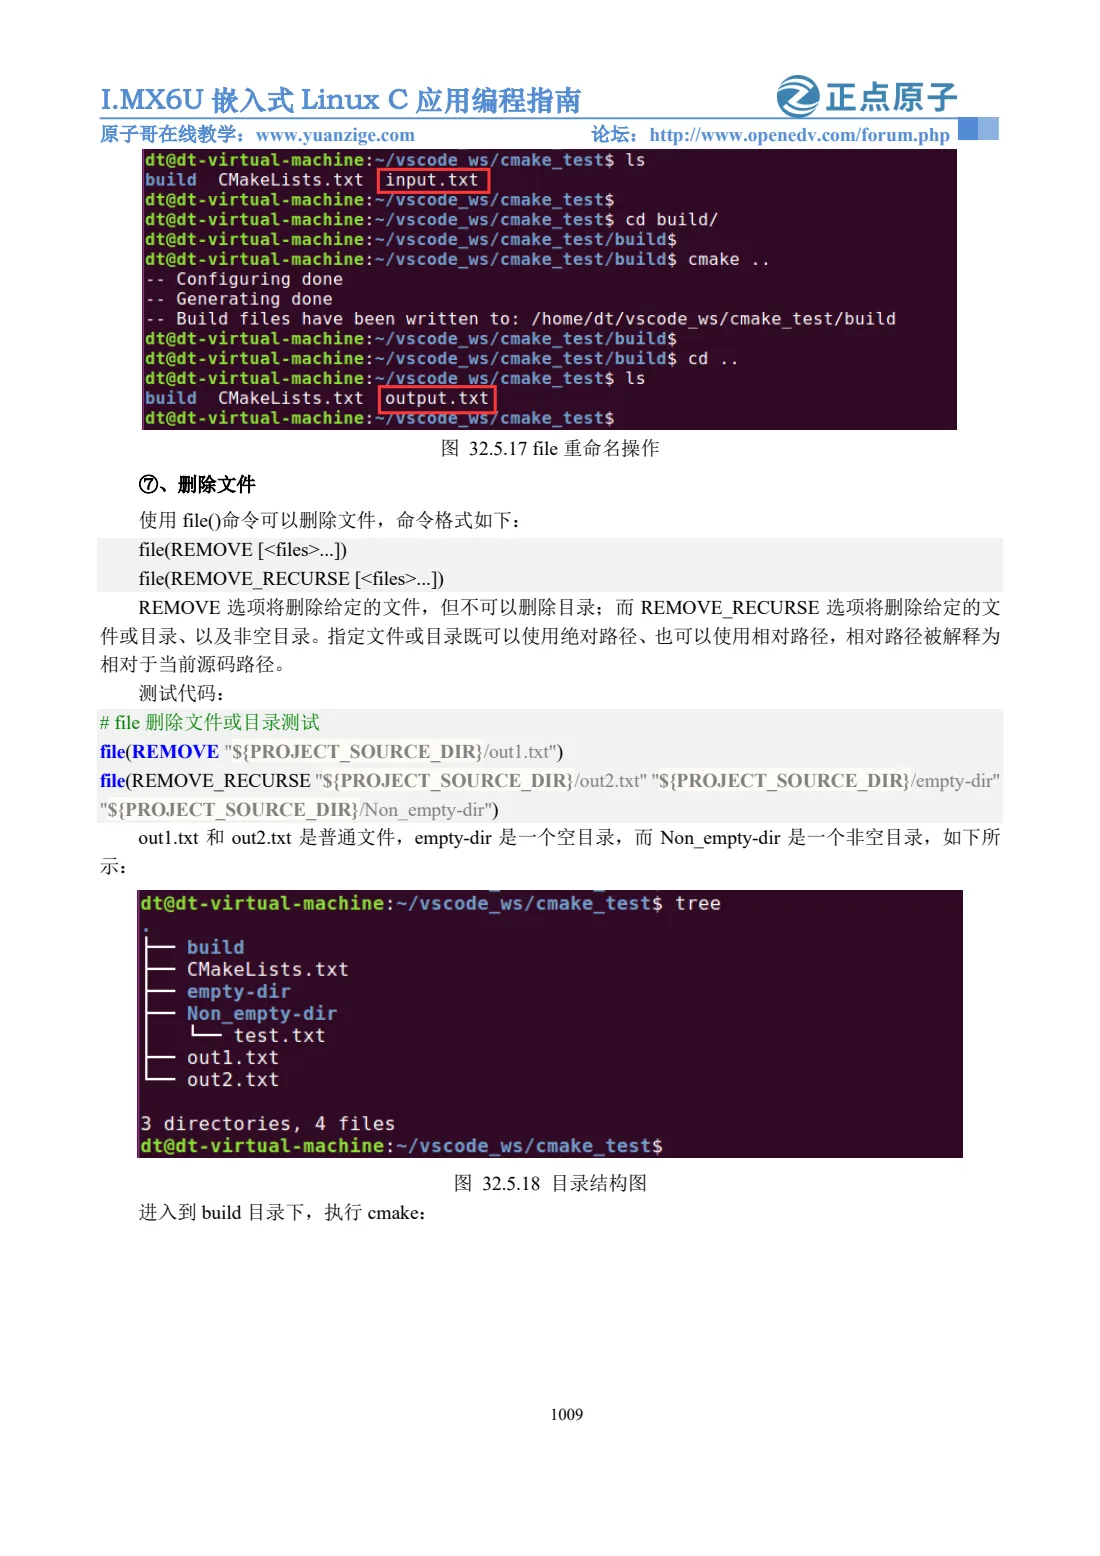 I.MX6U 嵌入式 Linux C 应用编程指南
正点原子
原子哥在线教学：www.yuanzige.com 论坛：http://www.openedv.com/forum.php
dt@dt-virtual-machine:~/vscode_ws/cmake_test$ ls
build CMakeLists.txt input.txt
dt@dt-virtual-machine:~/vscode_ws/cmake_test$
dt@dt-virtual-machine:~/vscode_ws/cmake_test$ cd build/
dt@dt-virtual-machine:~/vscode_ws/cmake_test/build$
dt@dt-virtual-machine:~/vscode_ws/cmake_test/build$ cmake ..
-- Configuring done
-- Generating done
-- Build files have been written to: /home/dt/vscode_ws/cmake_test/build
dt@dt-virtual-machine:~/vscode_ws/cmake_test/build$
dt@dt-virtual-machine:~/vscode_ws/cmake_test/build$ cd ..
dt@dt-virtual-machine:~/vscode_ws/cmake_test$ ls
build CMakeLists.txt output.txt
dt@dt-virtual-machine:~/vscode_ws/cmake_test$
图 32.5.17 file 重命名操作
⑦、删除文件
使用 file()命令可以删除文件，命令格式如下：
file(REMOVE [<files>...])
file(REMOVE_RECURSE [<files>...])
REMOVE 选项将删除给定的文件，但不可以删除目录；而 REMOVE_RECURSE 选项将删除给定的文
件或目录、以及非空目录。指定文件或目录既可以使用绝对路径、也可以使用相对路径，相对路径被解释为
相对于当前源码路径。
测试代码：
# file 删除文件或目录测试
file(REMOVE "${PROJECT_SOURCE_DIR}/out1.txt")
file(REMOVE_RECURSE "${PROJECT_SOURCE_DIR}/out2.txt" "${PROJECT_SOURCE_DIR}/empty-dir"
"${PROJECT_SOURCE_DIR}/Non_empty-dir")
out1.txt 和 out2.txt 是普通文件，empty-dir 是一个空目录，而 Non_empty-dir 是一个非空目录，如下所
示：
dt@dt-virtual-machine:~/vscode_ws/cmake_test$ tree
.
├── build
├── CMakeLists.txt
├── empty-dir
├── Non_empty-dir
│   └── test.txt
├── out1.txt
└── out2.txt
3 directories, 4 files
dt@dt-virtual-machine:~/vscode_ws/cmake_test$
图 32.5.18 目录结构图
进入到 build 目录下，执行 cmake：
1009